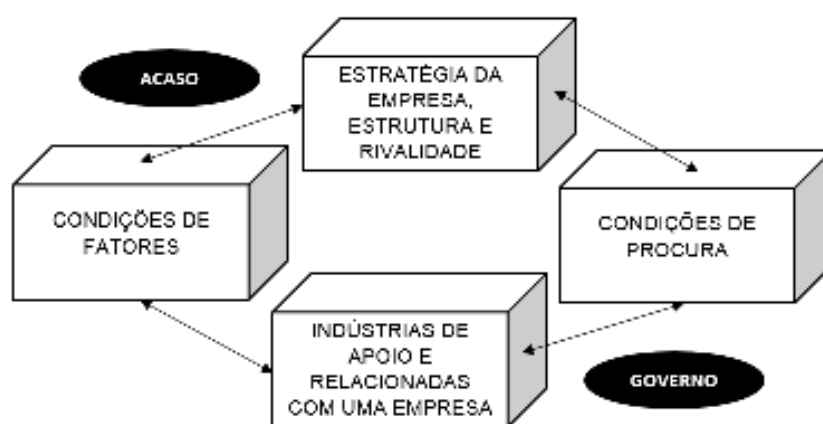 ACASO
ESTRATÉGIA DA
EMPRESA,
ESTRUTURA E
RIVALIDADE
CONDIÇÕES DE
FATORES
CONDIÇÕES DE
PROCURA
INDÚSTRIAS DE
APOIO E
RELACIONADAS
COM UMA EMPRESA
GOVERNO